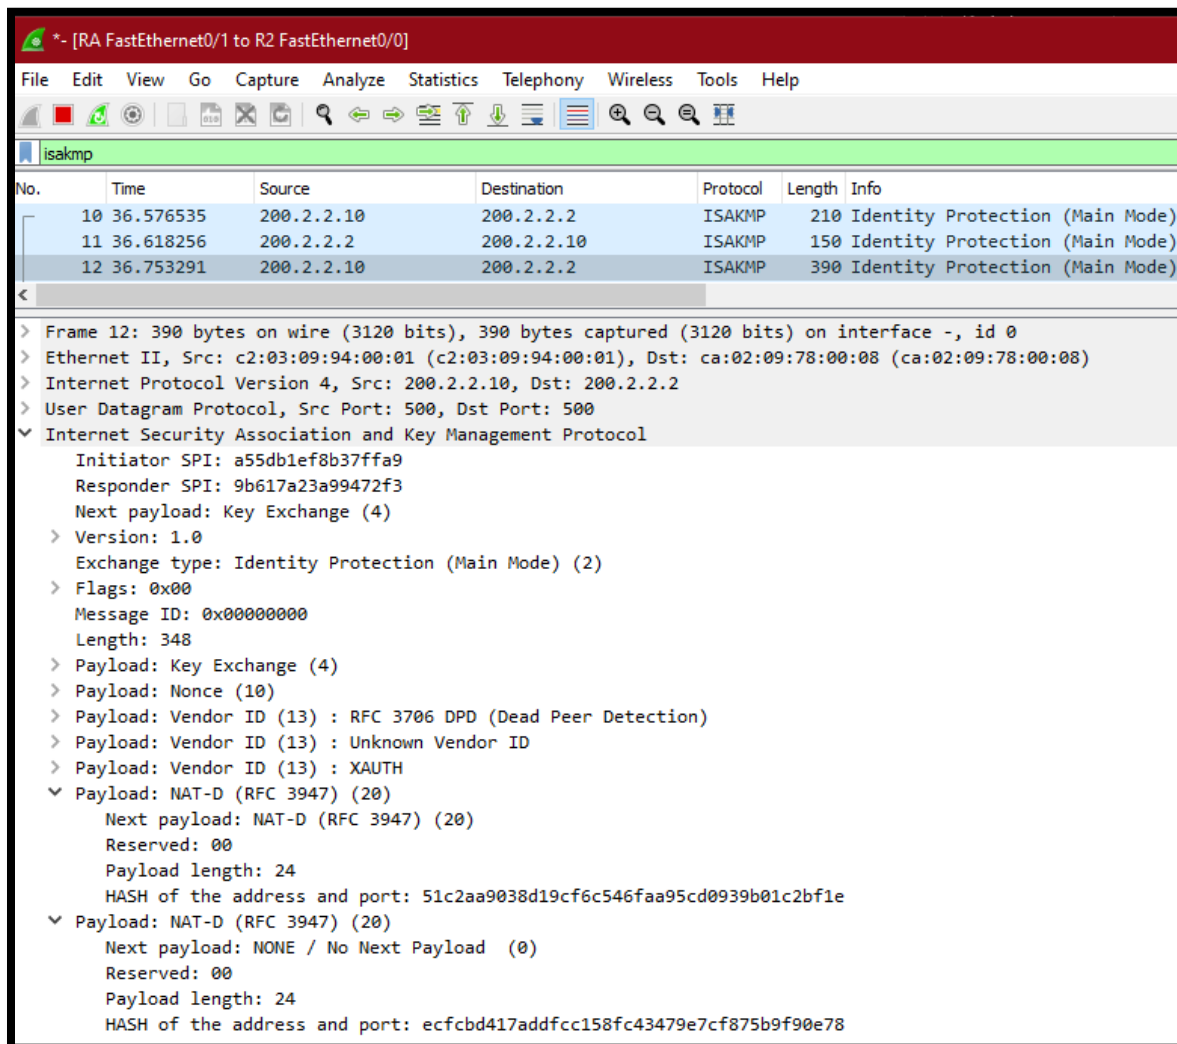 *- [RA FastEthernet0/1 to R2 FastEthernet0/0]
File Edit View Go Capture Analyze Statistics Telephony Wireless Tools Help
isakmp
No. Time Source Destination Protocol Length Info
10 36.576535 200.2.2.10 200.2.2.2 ISAKMP 210 Identity Protection (Main Mode)
11 36.618256 200.2.2.2 200.2.2.10 ISAKMP 150 Identity Protection (Main Mode)
12 36.753291 200.2.2.10 200.2.2.2 ISAKMP 390 Identity Protection (Main Mode)
Frame 12: 390 bytes on wire (3120 bits), 390 bytes captured (3120 bits) on interface -, id 0
Ethernet II, Src: c2:03:09:94:00:01 (c2:03:09:94:00:01), Dst: ca:02:09:78:00:08 (ca:02:09:78:00:08)
Internet Protocol Version 4, Src: 200.2.2.10, Dst: 200.2.2.2
User Datagram Protocol, Src Port: 500, Dst Port: 500
Internet Security Association and Key Management Protocol
Initiator SPI: a55db1ef8b37ffa9
Responder SPI: 9b617a23a99472f3
Next payload: Key Exchange (4)
Version: 1.0
Exchange type: Identity Protection (Main Mode) (2)
Flags: 0x00
Message ID: 0x00000000
Length: 348
Payload: Key Exchange (4)
Payload: Nonce (10)
Payload: Vendor ID (13) : RFC 3706 DPD (Dead Peer Detection)
Payload: Vendor ID (13) : Unknown Vendor ID
Payload: Vendor ID (13) : XAUTH
Payload: NAT-D (RFC 3947) (20)
Next payload: NAT-D (RFC 3947) (20)
Reserved: 00
Payload length: 24
HASH of the address and port: 51c2aa9038d19cf6c546faa95cd0939b01c2bf1e
Payload: NAT-D (RFC 3947) (20)
Next payload: NONE / No Next Payload  (0)
Reserved: 00
Payload length: 24
HASH of the address and port: ecfcbd417addfcc158fc43479e7cf875b9f90e78